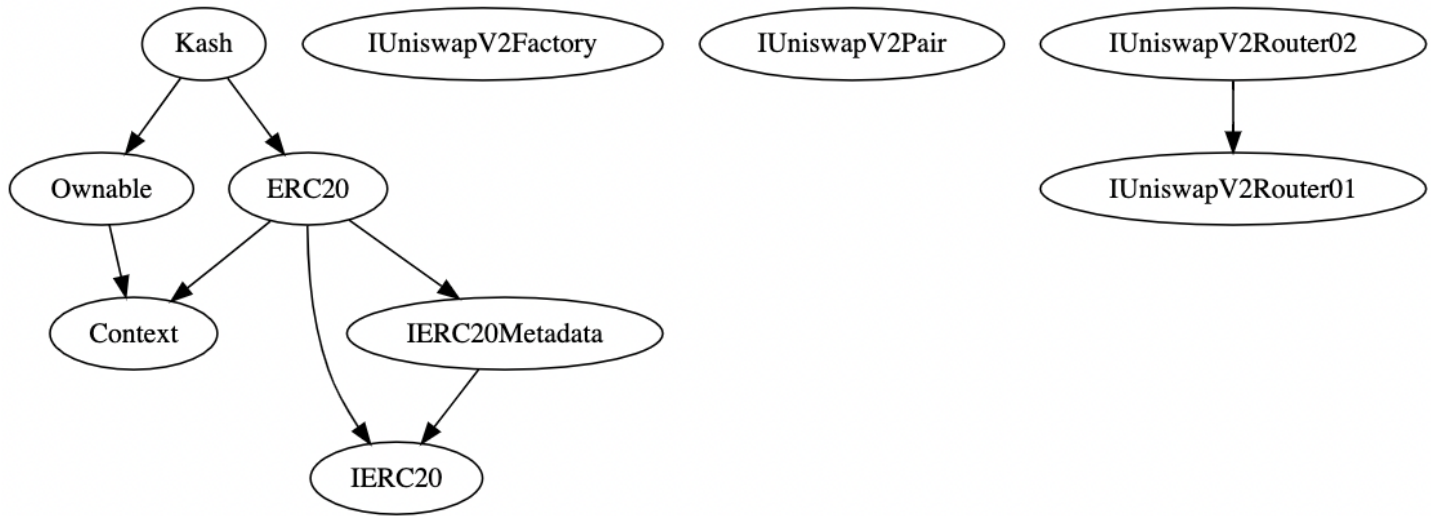 Kash
IUniswapV2Factory
IUniswapV2Pair
IUniswapV2Router02
Ownable
ERC20
IUniswapV2Router01
Context
IERC20Metadata
IERC20